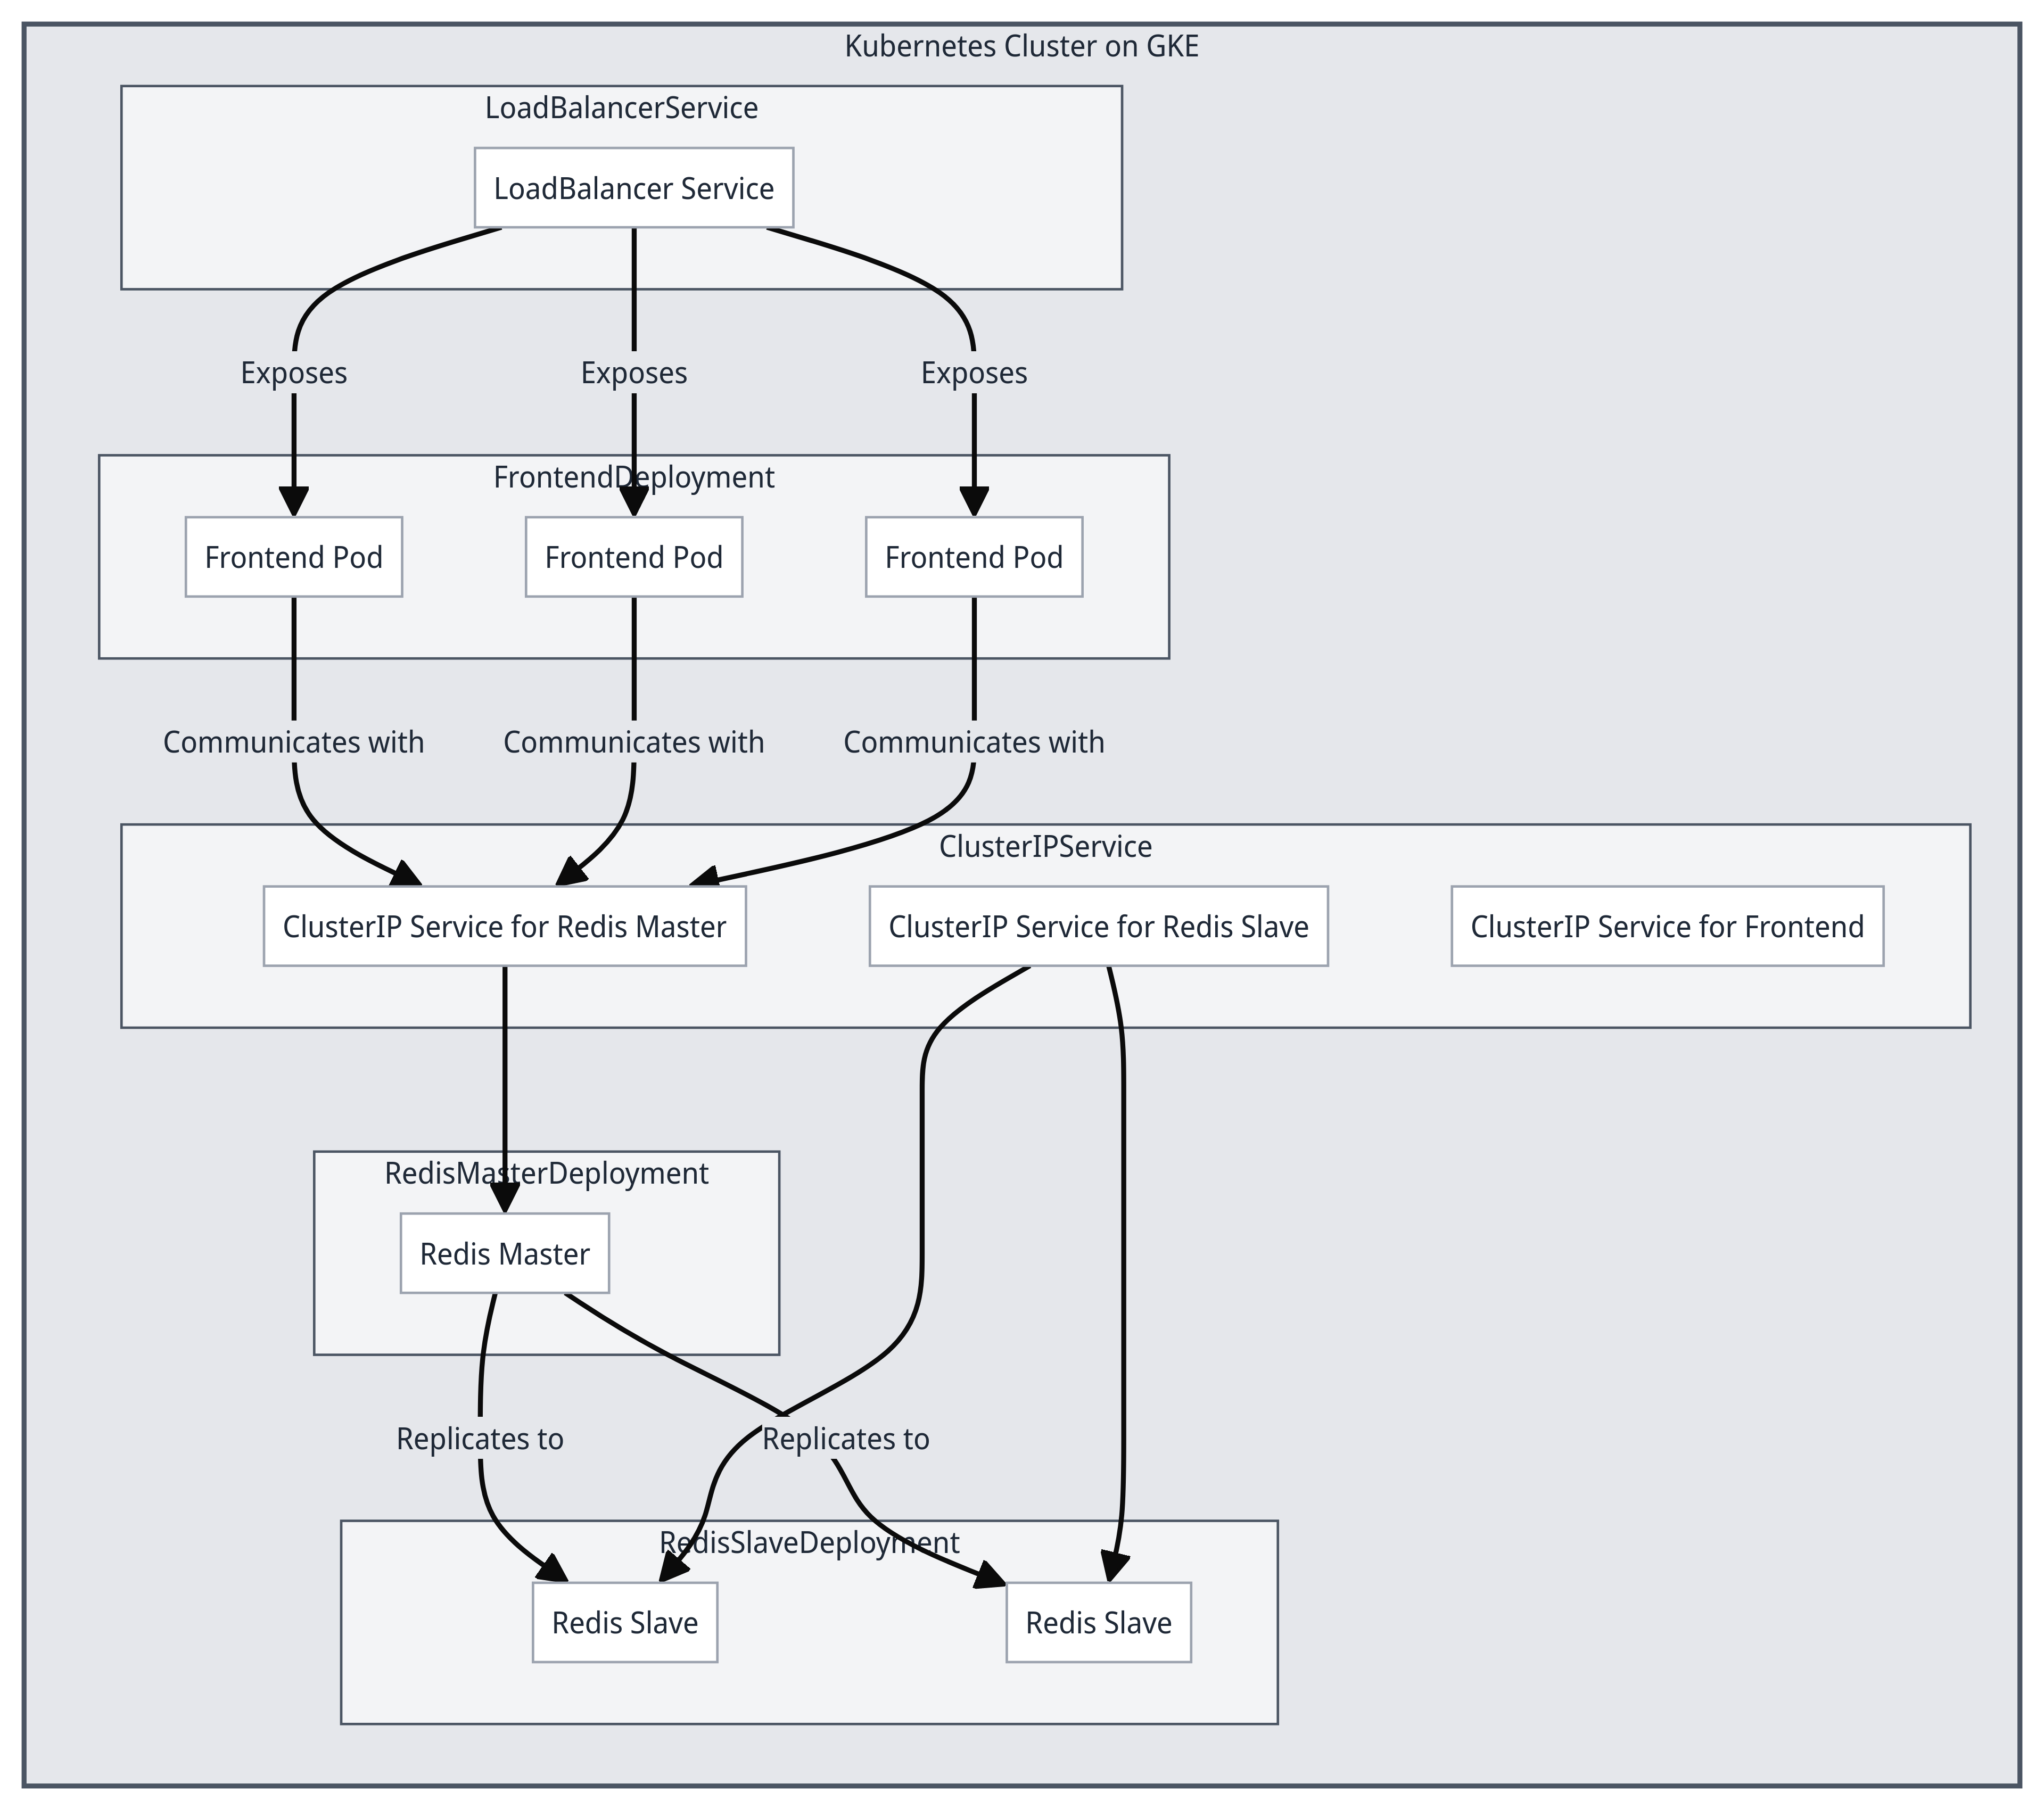 Kubernetes Cluster on GKE
LoadBalancerService
LoadBalancer Service
Exposes
Exposes
Exposes
FrontendDeployment
Frontend Pod
Frontend Pod
Frontend Pod
Communicates with
Communicates with
Communicates with
ClusterIPService
ClusterIP Service for Redis Master
ClusterIP Service for Redis Slave
ClusterIP Service for Frontend
RedisMasterDeployment
Redis Master
Replicates to
Replicates to
RedisSlaveDeployment
Redis Slave
Redis Slave